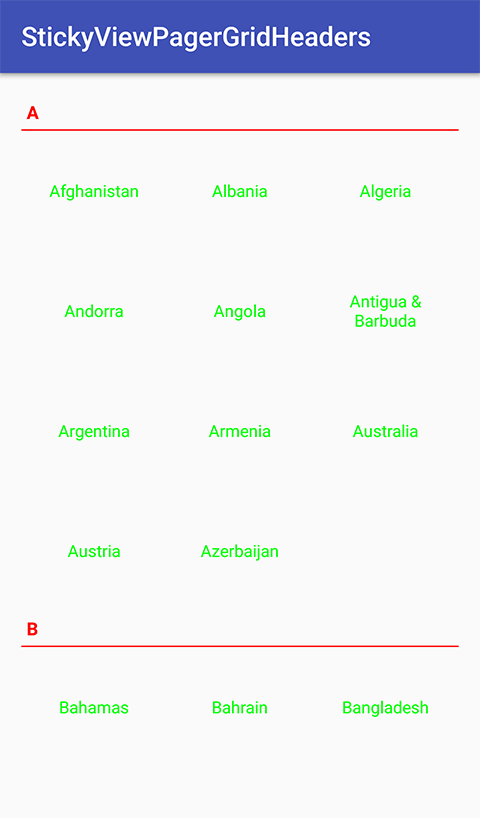 StickyViewPagerGridHeaders
A
Afghanistan Albania Algeria
Andorra Angola Antigua &
Barbuda
Argentina Armenia Australia
Austria Azerbaijan
B
Bahamas Bahrain Bangladesh